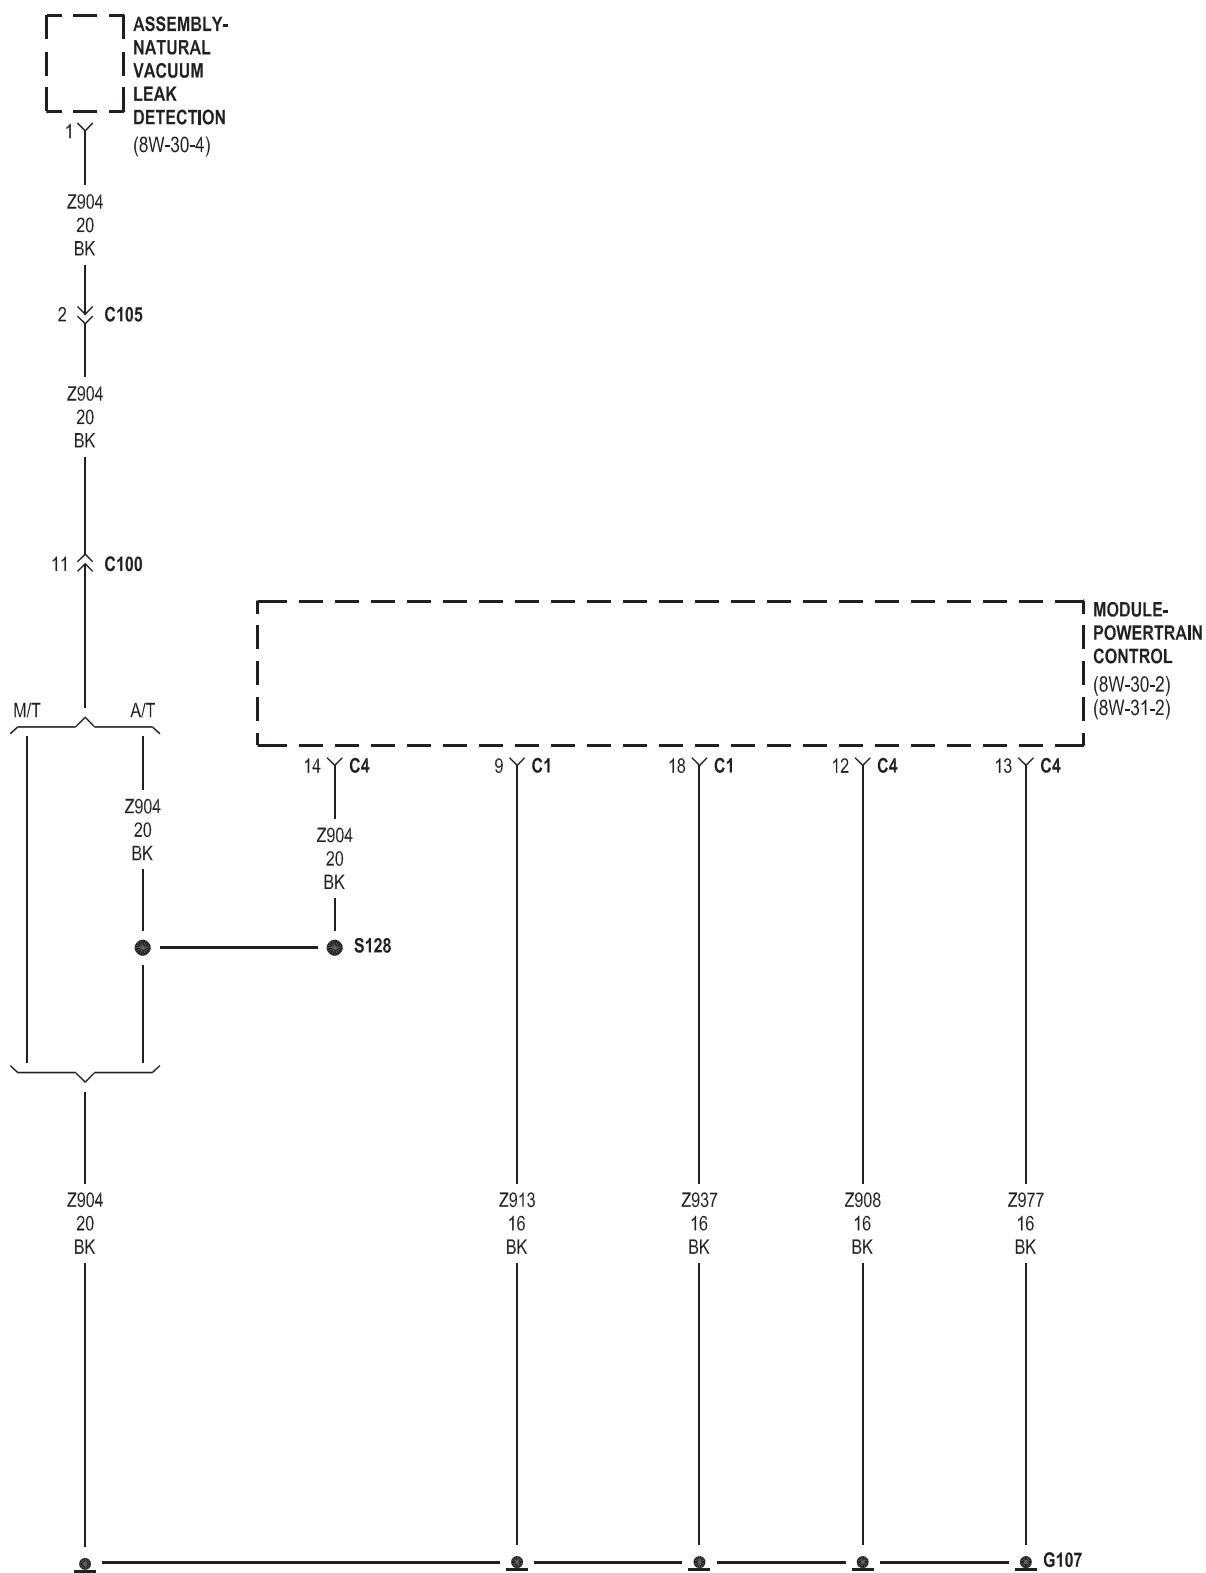 ASSEMBLY-
NATURAL
VACUUM
LEAK
DETECTION
(8W-30-4)
1
Z904
20
BK
2 C105
Z904
20
BK
11 C100
MODULE-
POWERTRAIN
CONTROL
(8W-30-2)
(8W-31-2)
M/T A/T
14 C4 9 C1 18 C1 12 C4 13 C4
Z904
20
BK
Z904
20
BK
S128
Z904
20
BK
Z913
16
BK
Z937
16
BK
Z908
16
BK
Z977
16
BK
G107